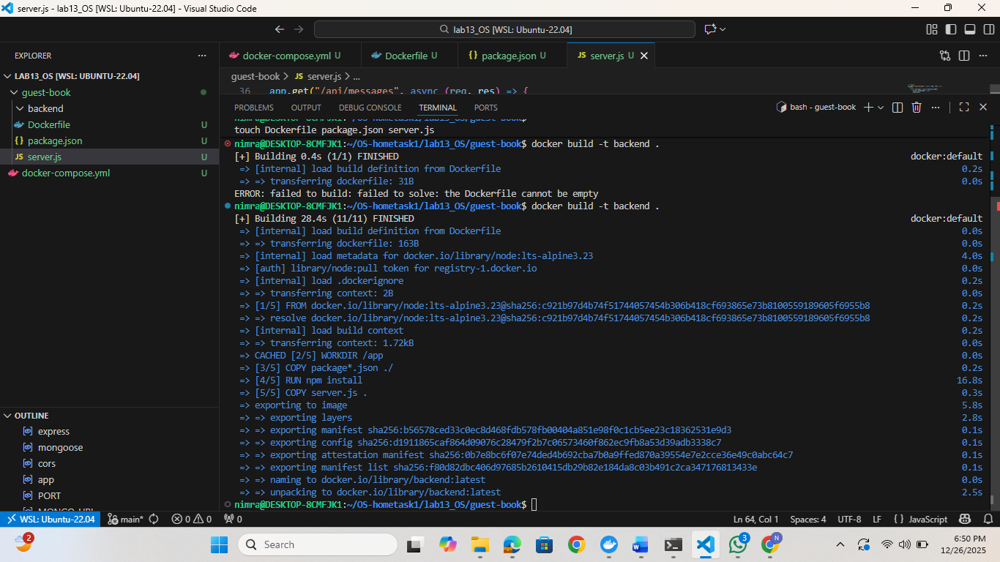 server.js - lab13_OS [WSL: Ubuntu-22.04] - Visual Studio Code
lab13_OS [WSL: Ubuntu-22.04]
EXPLORER
LAB13_OS [WSL: UBUNTU-22.04]
guest-book
backend
Dockerfile U
package.json U
server.js U
docker-compose.yml U
OUTLINE
express
mongoose
cors
app
PORT
docker-compose.yml U
Dockerfile U
package.json U
JS server.js U
guest-book > JS server.js > ...
36 app.get("/api/messages", async (req, res) => {
PROBLEMS OUTPUT DEBUG CONSOLE TERMINAL PORTS
bash - guest-book
touch Dockerfile package.json server.js
nimra@DESKTOP-8CMFJK1:~/OS-hometask1/lab13_OS/guest-book$ docker build -t backend .
[+] Building 0.4s (1/1) FINISHED docker:default
=> [internal] load build definition from Dockerfile 0.2s
=> => transferring dockerfile: 31B 0.0s
ERROR: failed to build: failed to solve: the Dockerfile cannot be empty
nimra@DESKTOP-8CMFJK1:~/OS-hometask1/lab13_OS/guest-book$ docker build -t backend .
[+] Building 28.4s (11/11) FINISHED docker:default
=> [internal] load build definition from Dockerfile 0.0s
=> => transferring dockerfile: 163B 0.0s
=> [internal] load metadata for docker.io/library/node:lts-alpine3.23 4.0s
=> [auth] library/node:pull token for registry-1.docker.io 0.0s
=> [internal] load .dockerignore 0.2s
=> => transferring context: 2B 0.0s
=> [1/5] FROM docker.io/library/node:lts-alpine3.23@sha256:c921b97d4b74f51744057454b306b418cf693865e73b8100559189605f6955b8 0.2s
=> => resolve docker.io/library/node:lts-alpine3.23@sha256:c921b97d4b74f51744057454b306b418cf693865e73b8100559189605f6955b8 0.2s
=> [internal] load build context 0.2s
=> => transferring context: 1.72kB 0.0s
=> CACHED [2/5] WORKDIR /app 0.0s
=> [3/5] COPY package*.json ./ 0.2s
=> [4/5] RUN npm install 16.8s
=> [5/5] COPY server.js . 0.3s
=> exporting to image 5.8s
=> => exporting layers 2.8s
=> => exporting manifest sha256:b56578ced33c0ec8d468fdb578fb00404a851e98f0c1cb5ee23c18362531e9d3 0.1s
=> => exporting config sha256:d1911865caf864d09076c28479f2b7c06573460f862ec9fb8a53d39adb3338c7 0.1s
=> => exporting attestation manifest sha256:0b7e8bc6f07e74ded4b692cba7b0a9ffed870a39554e7e2cce36e49c0abc64c7 0.1s
=> => exporting manifest list sha256:f80d82dbc406d97685b2610415db29b82e184da8c03b491c2ca347176813433e 0.1s
=> => naming to docker.io/library/backend:latest 0.0s
=> => unpacking to docker.io/library/backend:latest 2.5s
nimra@DESKTOP-8CMFJK1:~/OS-hometask1/lab13_OS/guest-book$
WSL: Ubuntu-22.04 main* 0 0 0 Ln 64, Col 1 Spaces: 4 UTF-8 LF { } JavaScript
2
Search
3
N
6:50 PM
12/26/2025